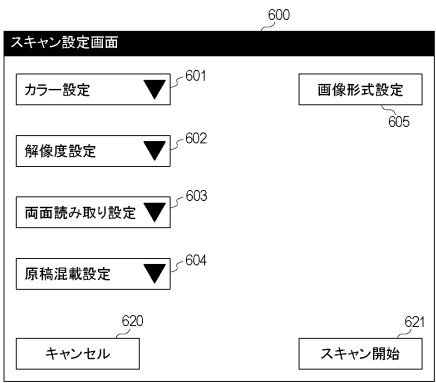 600
スキャン設定画面
カラー設定
601
画像形式設定
605
解像度設定
602
両面読み取り設定
603
原稿混載設定
604
620
キャンセル
621
スキャン開始